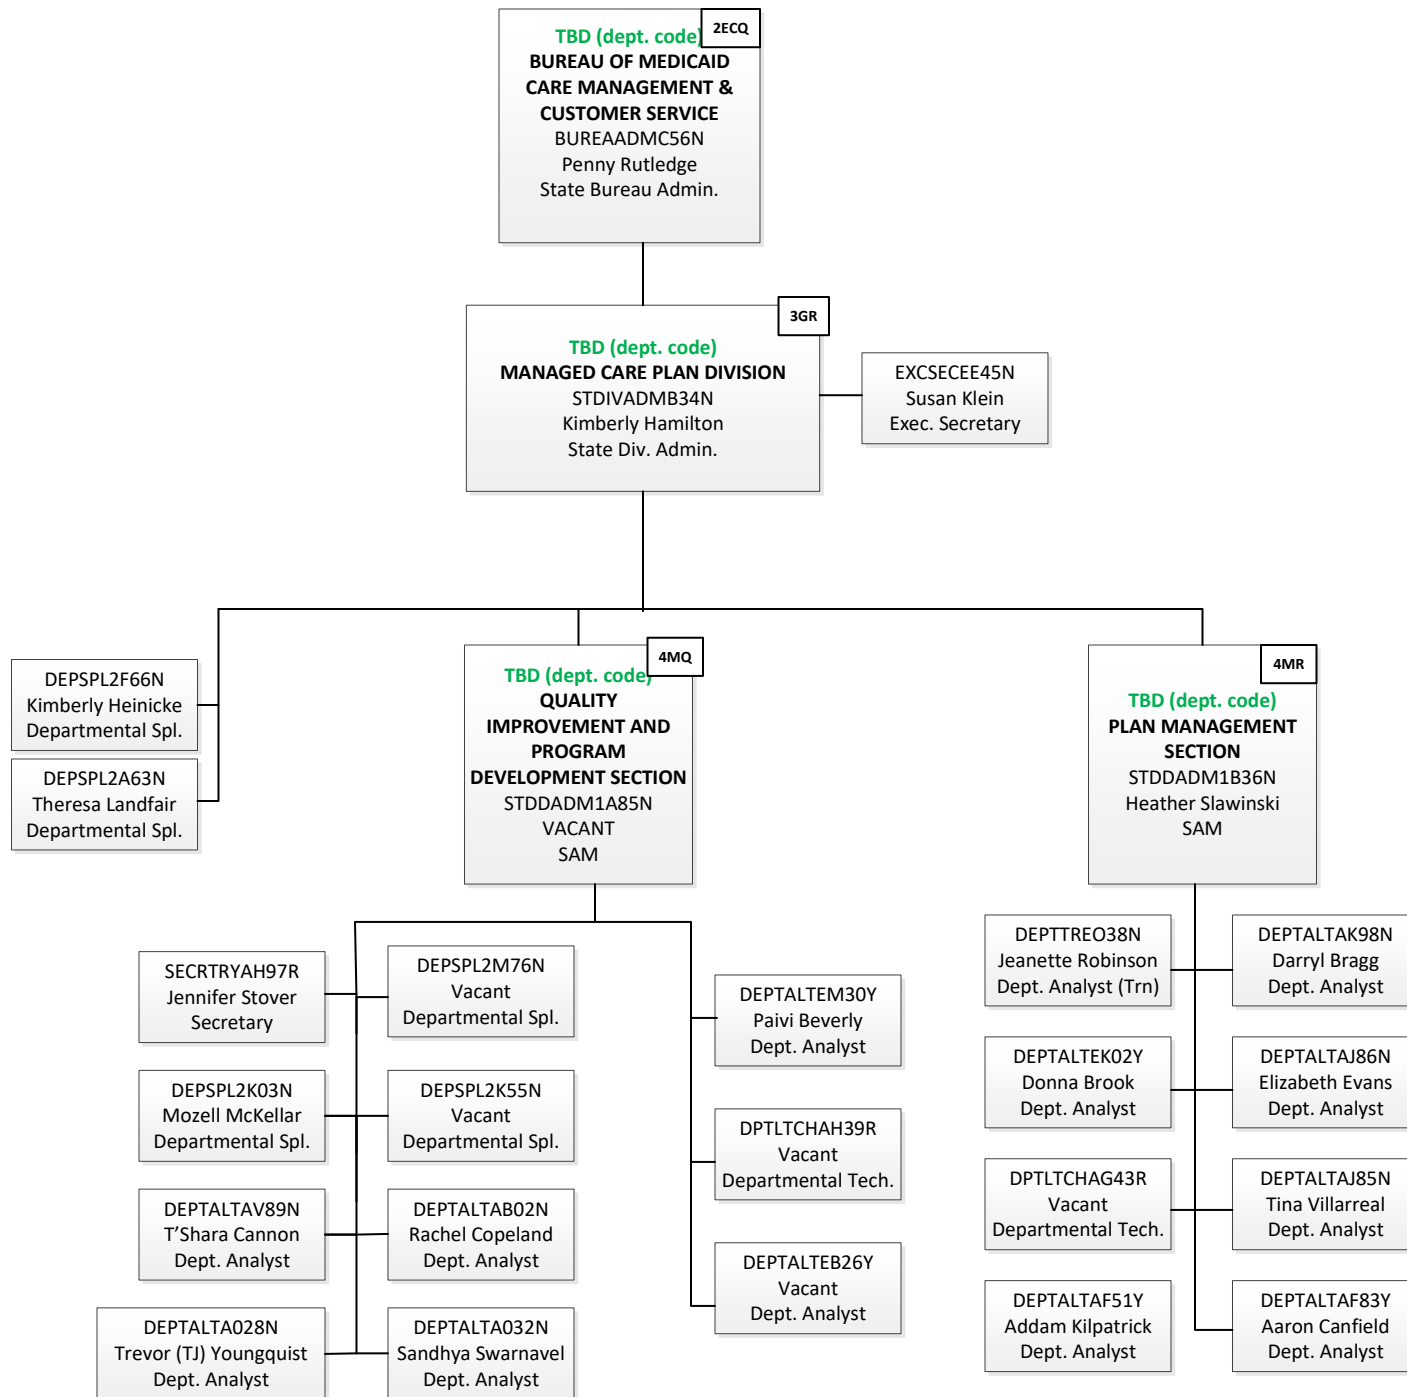 TBD (dept. code)
2ECQ
BUREAU OF MEDICAID
CARE MANAGEMENT &
CUSTOMER SERVICE
BUREAADMC56N
Penny Rutledge
State Bureau Admin.
3GR
TBD (dept. code)
MANAGED CARE PLAN DIVISION
STDIVADMB34N
Kimberly Hamilton
State Div. Admin.
EXCSECEE45N
Susan Klein
Exec. Secretary
DEPSPL2F66N
Kimberly Heinicke
Departmental Spl.
DEPSPL2A63N
Theresa Landfair
Departmental Spl.
4MQ
TBD (dept. code)
QUALITY
IMPROVEMENT AND
PROGRAM
DEVELOPMENT SECTION
STDDADM1A85N
VACANT
SAM
4MR
TBD (dept. code)
PLAN MANAGEMENT
SECTION
STDDADM1B36N
Heather Slawinski
SAM
SECRTRYAH97R
Jennifer Stover
Secretary
DEPSPL2M76N
Vacant
Departmental Spl.
DEPSPL2K03N
Mozell McKellar
Departmental Spl.
DEPSPL2K55N
Vacant
Departmental Spl.
DEPTALTAV89N
T’Shara Cannon
Dept. Analyst
DEPTALTAB02N
Rachel Copeland
Dept. Analyst
DEPTALTA028N
Trevor (TJ) Youngquist
Dept. Analyst
DEPTALTA032N
Sandhya Swarnavel
Dept. Analyst
DEPTALTEM30Y
Paivi Beverly
Dept. Analyst
DPTLTCHAH39R
Vacant
Departmental Tech.
DEPTALTEB26Y
Vacant
Dept. Analyst
DEPTTREO38N
Jeanette Robinson
Dept. Analyst (Trn)
DEPTALTAK98N
Darryl Bragg
Dept. Analyst
DEPTALTEK02Y
Donna Brook
Dept. Analyst
DEPTALTAJ86N
Elizabeth Evans
Dept. Analyst
DPTLTCHAG43R
Vacant
Departmental Tech.
DEPTALTAJ85N
Tina Villarreal
Dept. Analyst
DEPTALTAF51Y
Addam Kilpatrick
Dept. Analyst
DEPTALTAF83Y
Aaron Canfield
Dept. Analyst